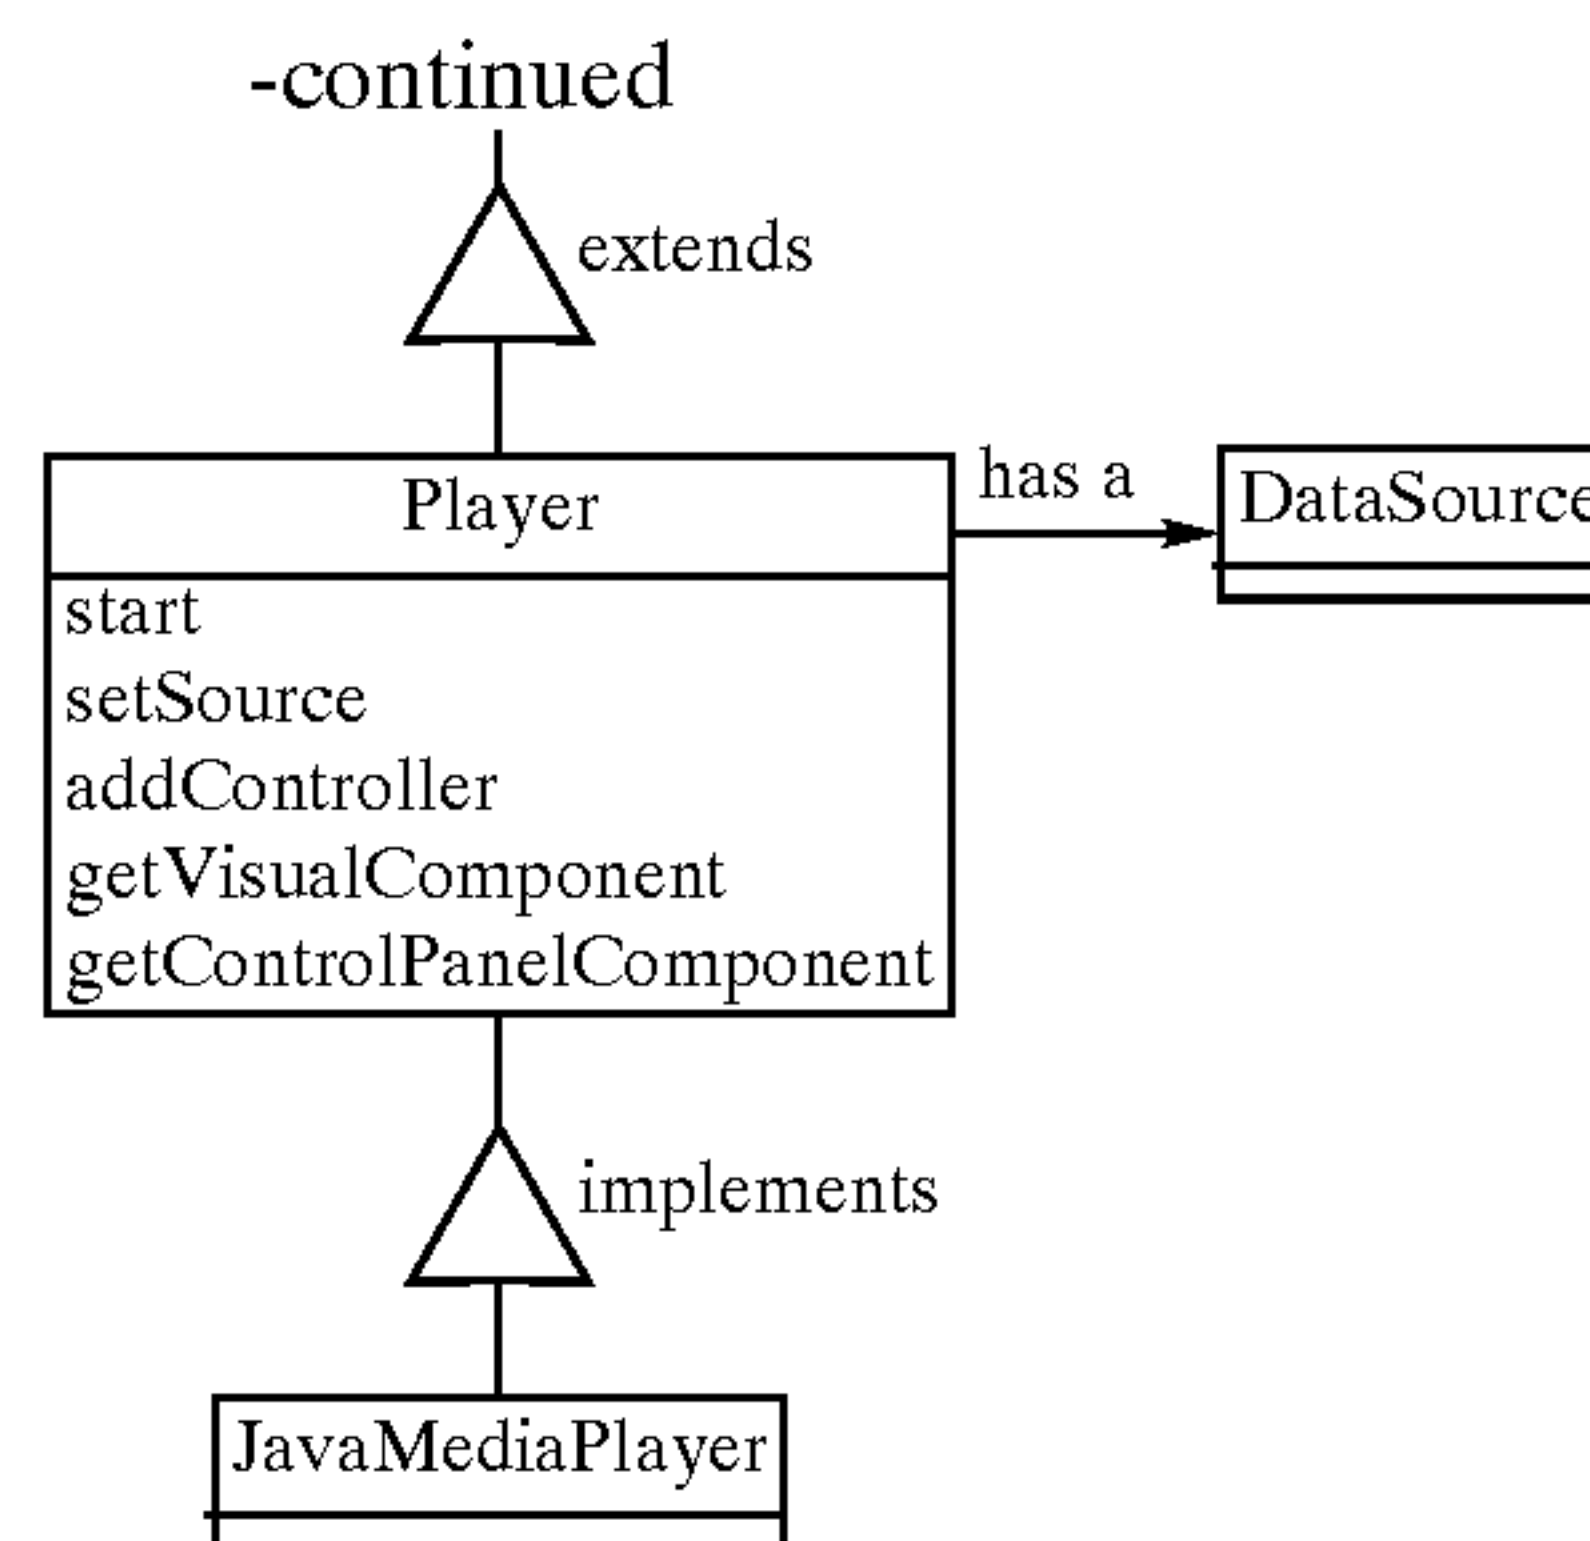 -continued
extends
Player
has a
DataSource
start
setSource
addController
getVisualComponent
getControlPanelComponent
implements
JavaMediaPlayer